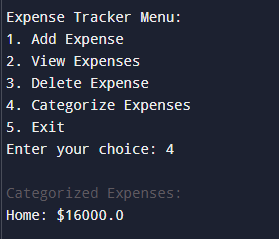 Expense Tracker Menu:
1. Add Expense
2. View Expenses
3. Delete Expense
4. Categorize Expenses
5. Exit
Enter your choice: 4
Categorized Expenses:
Home: $16000.0